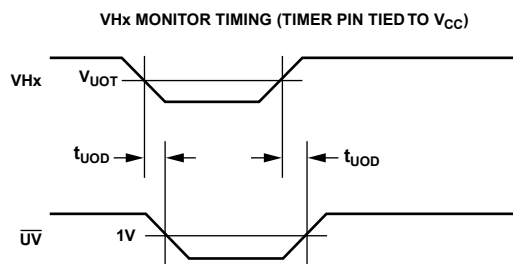 VHx MONITOR TIMING (TIMER PIN TIED TO VCC)
VHx
VUOT
tUOD
tUOD
UV
1V